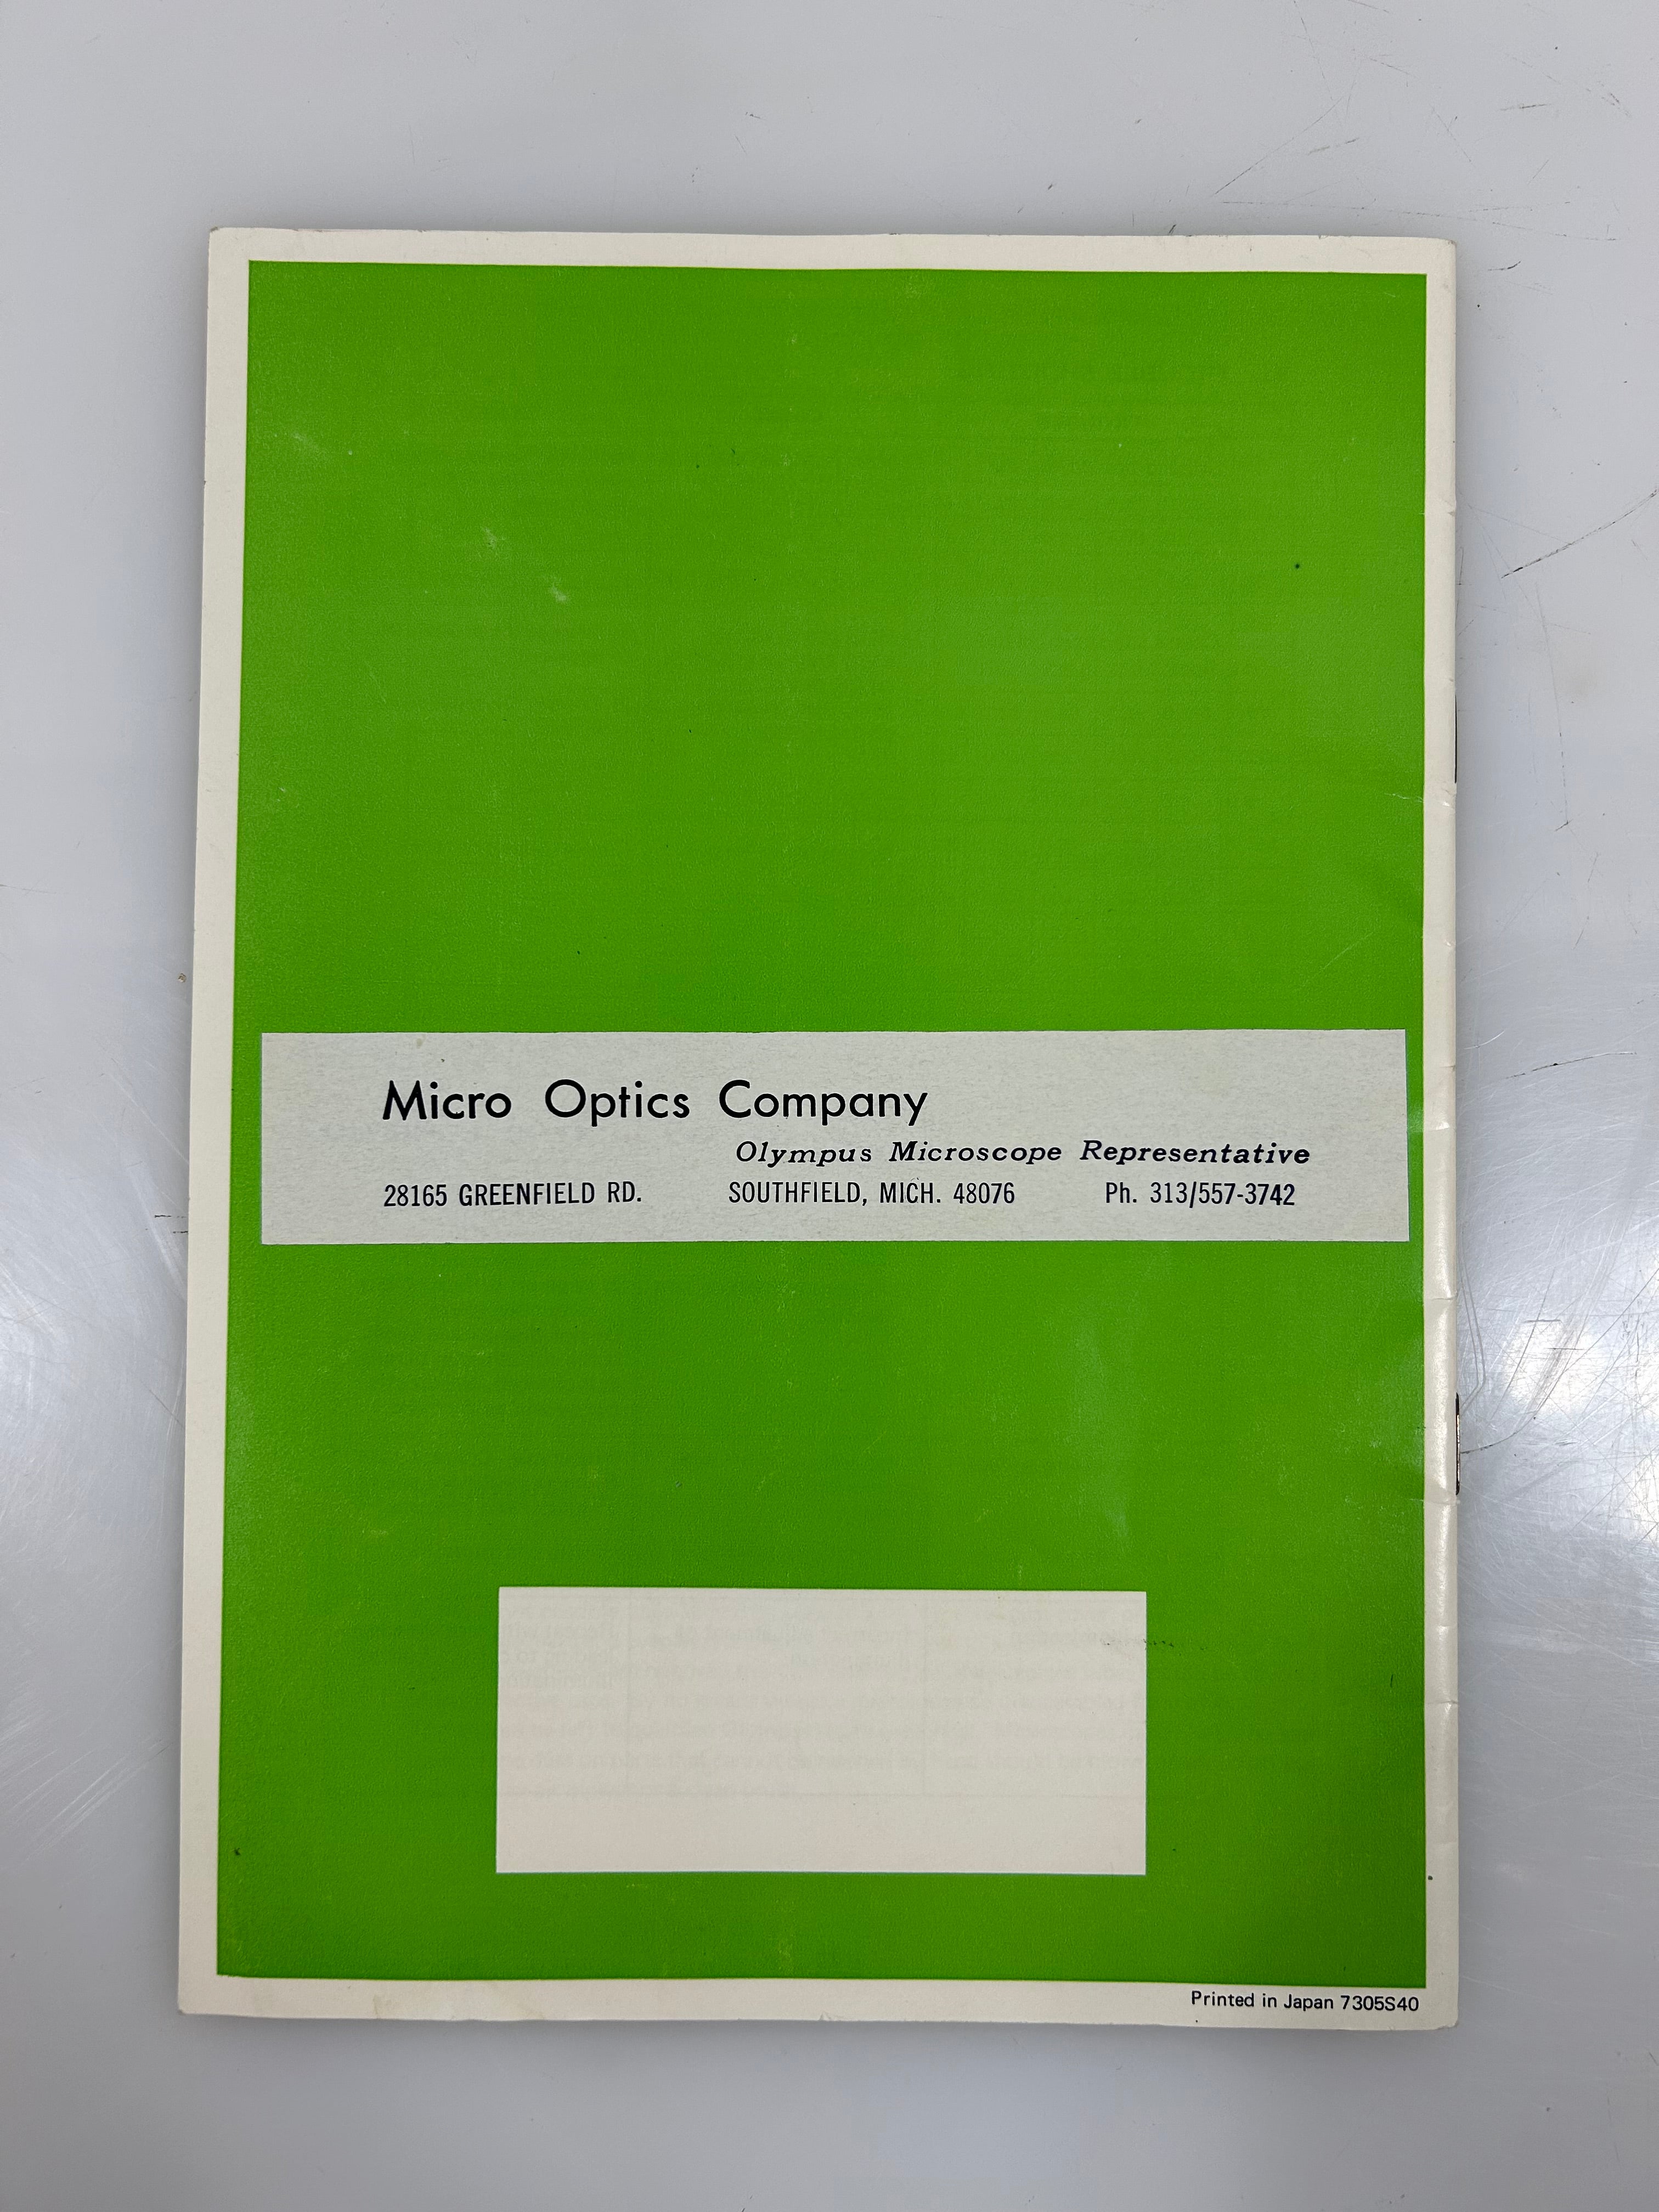 Micro Optics Company
Olympus Microscope Representative
28165 GREENFIELD RD. SOUTHFIELD, MICH. 48076 Ph. 313/557-3742
Printed in Japan 7305S40